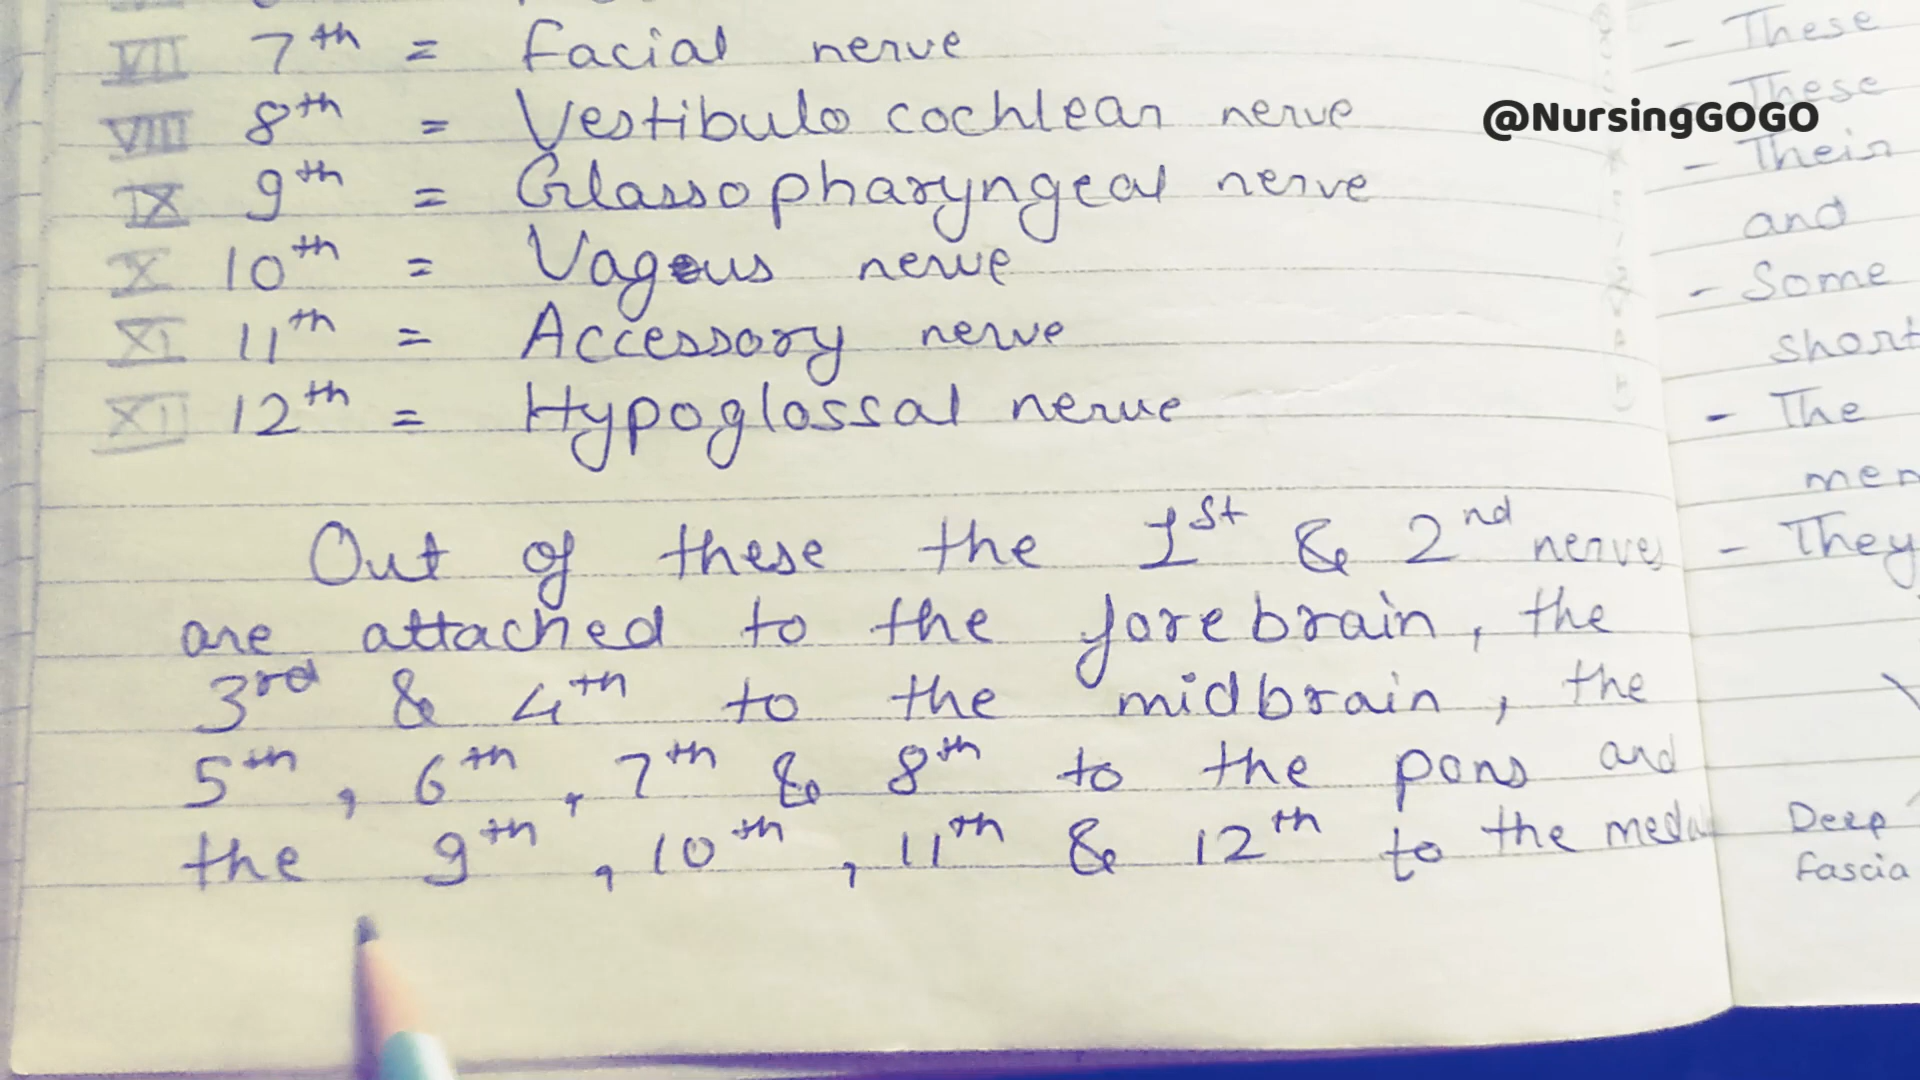 VII 7th = Facial nerve
VIII 8th = Vestibulo cochlear nerve
IX 9th = Glassopharyngeal nerve
X 10th = Vagous nerve
XI 11th = Accessory nerve
XII 12th = Hypoglossal nerve
Out of these the 1st & 2nd nerves
are attached to the forebrain, the
3rd & 4th to the midbrain, the
5th, 6th, 7th & 8th to the pons and
the 9th, 10th, 11th & 12th to the medu
- These
- These
- Their
and
- Some
short
- The
mem
- They
Deep
fascia
@NursingGOGO